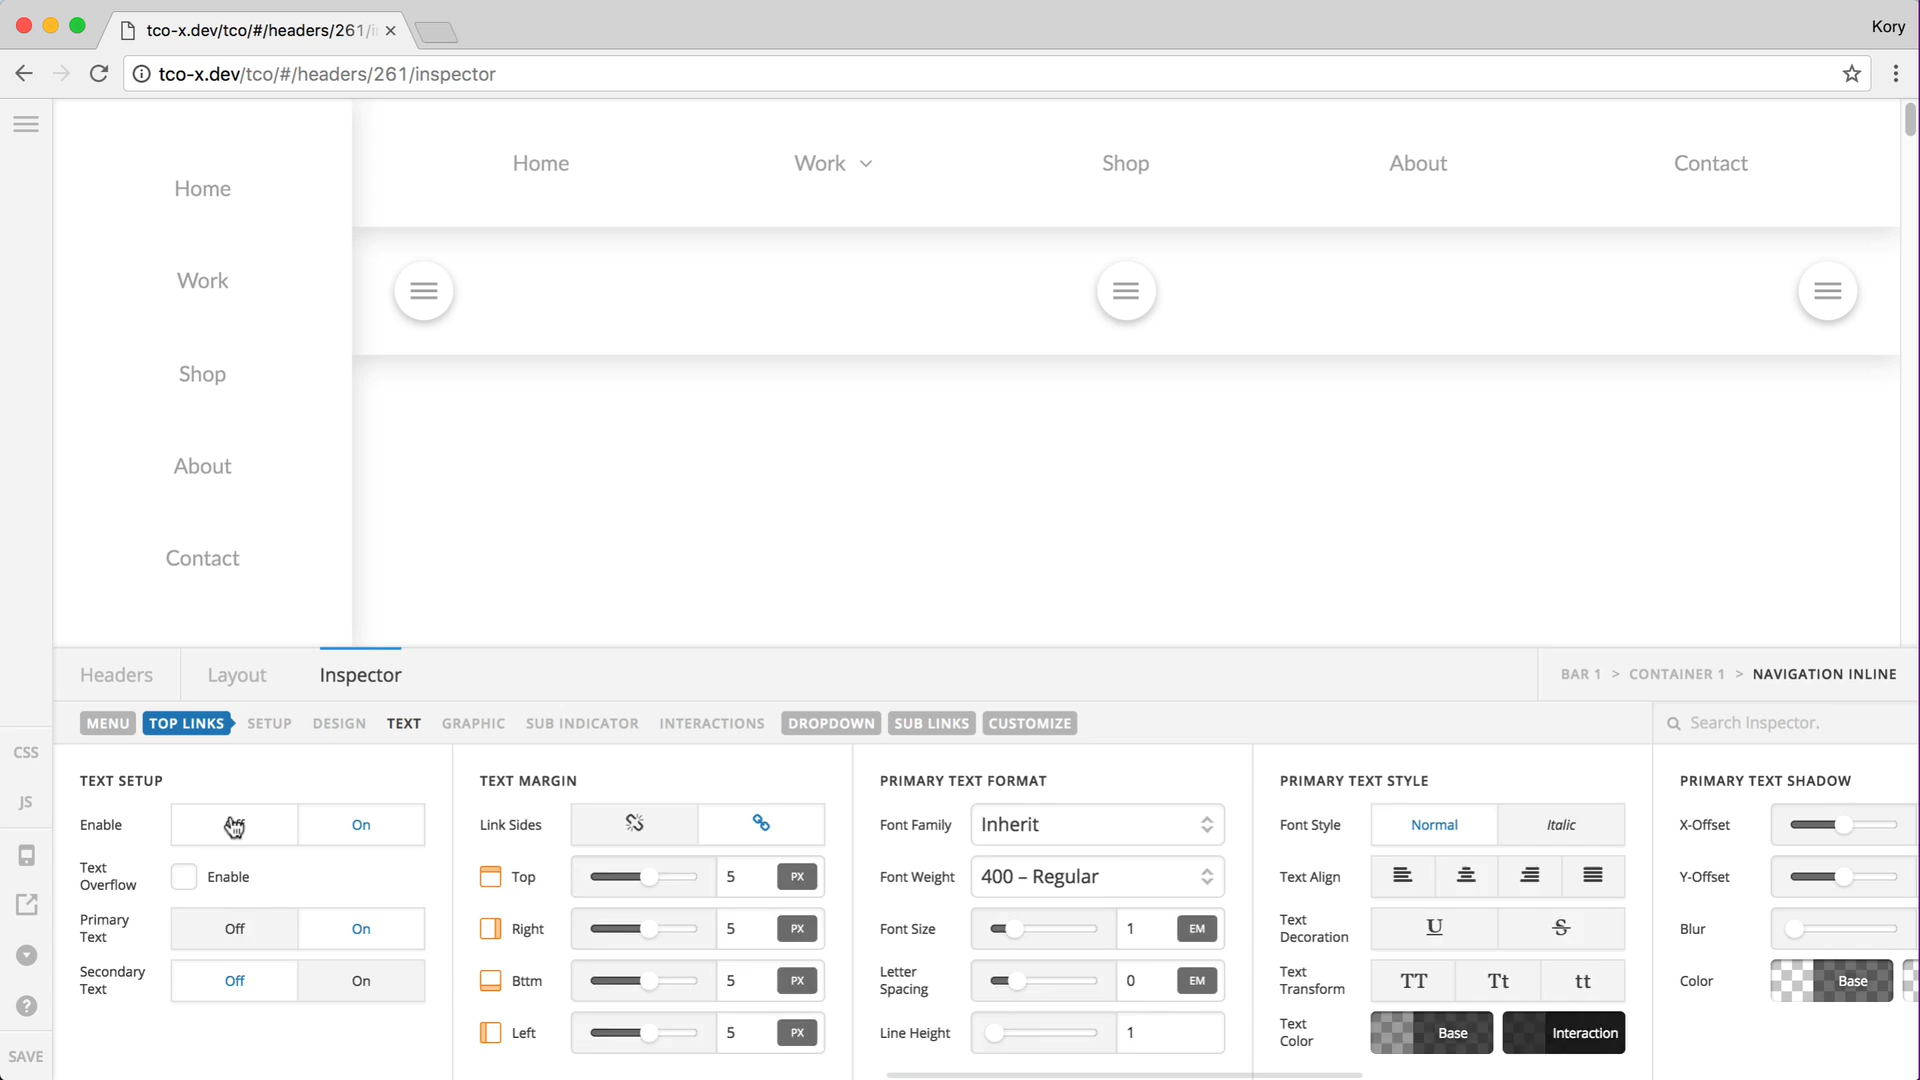 tco-x.dev/tco/#/headers/261/i
Kory
tco-x.dev/tco/#/headers/261/inspector
Home
Work
Shop
About
Contact
Home
Work
Shop
About
Contact
Headers
Layout
Inspector
BAR 1 > CONTAINER 1 > NAVIGATION INLINE
MENU
TOP LINKS
SETUP
DESIGN
TEXT
GRAPHIC
SUB INDICATOR
INTERACTIONS
DROPDOWN
SUB LINKS
CUSTOMIZE
Search Inspector.
CSS
JS
SAVE
TEXT SETUP
Enable
On
Text Overflow
Enable
Primary Text
Off
On
Secondary Text
Off
On
TEXT MARGIN
Link Sides
Top
5
PX
Right
5
PX
Bttm
5
PX
Left
5
PX
PRIMARY TEXT FORMAT
Font Family
Inherit
Font Weight
400 – Regular
Font Size
1
EM
Letter Spacing
0
EM
Line Height
1
PRIMARY TEXT STYLE
Font Style
Normal
Italic
Text Align
Text Decoration
U
S
Text Transform
TT
Tt
tt
Text Color
Base
Interaction
PRIMARY TEXT SHADOW
X-Offset
Y-Offset
Blur
Color
Base